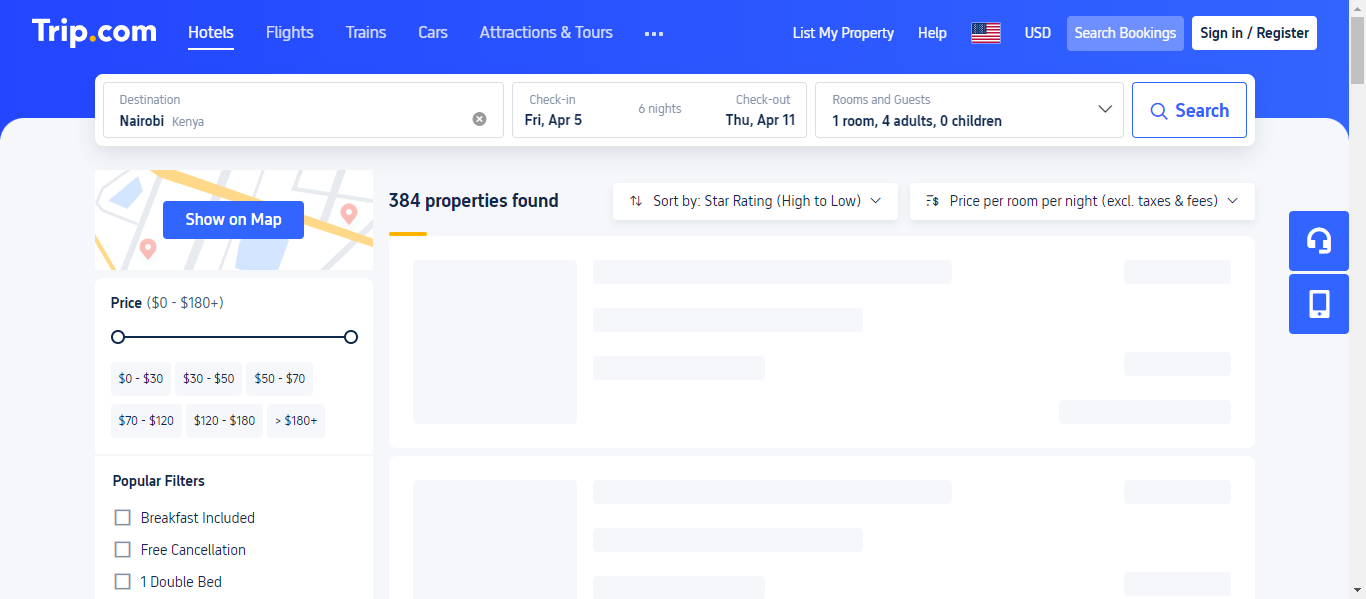 Trip.com
Hotels
Flights
Trains
Cars
Attractions & Tours
List My Property
Help
USD
Search Bookings
Sign in / Register
Destination
Nairobi Kenya
Check-in
Fri, Apr 5
6 nights
Check-out
Thu, Apr 11
Rooms and Guests
1 room, 4 adults, 0 children
Search
Show on Map
384 properties found
Sort by: Star Rating (High to Low)
Price per room per night (excl. taxes & fees)
Price ($0 - $180+)
$0 - $30
$30 - $50
$50 - $70
$70 - $120
$120 - $180
> $180+
Popular Filters
Breakfast Included
Free Cancellation
1 Double Bed